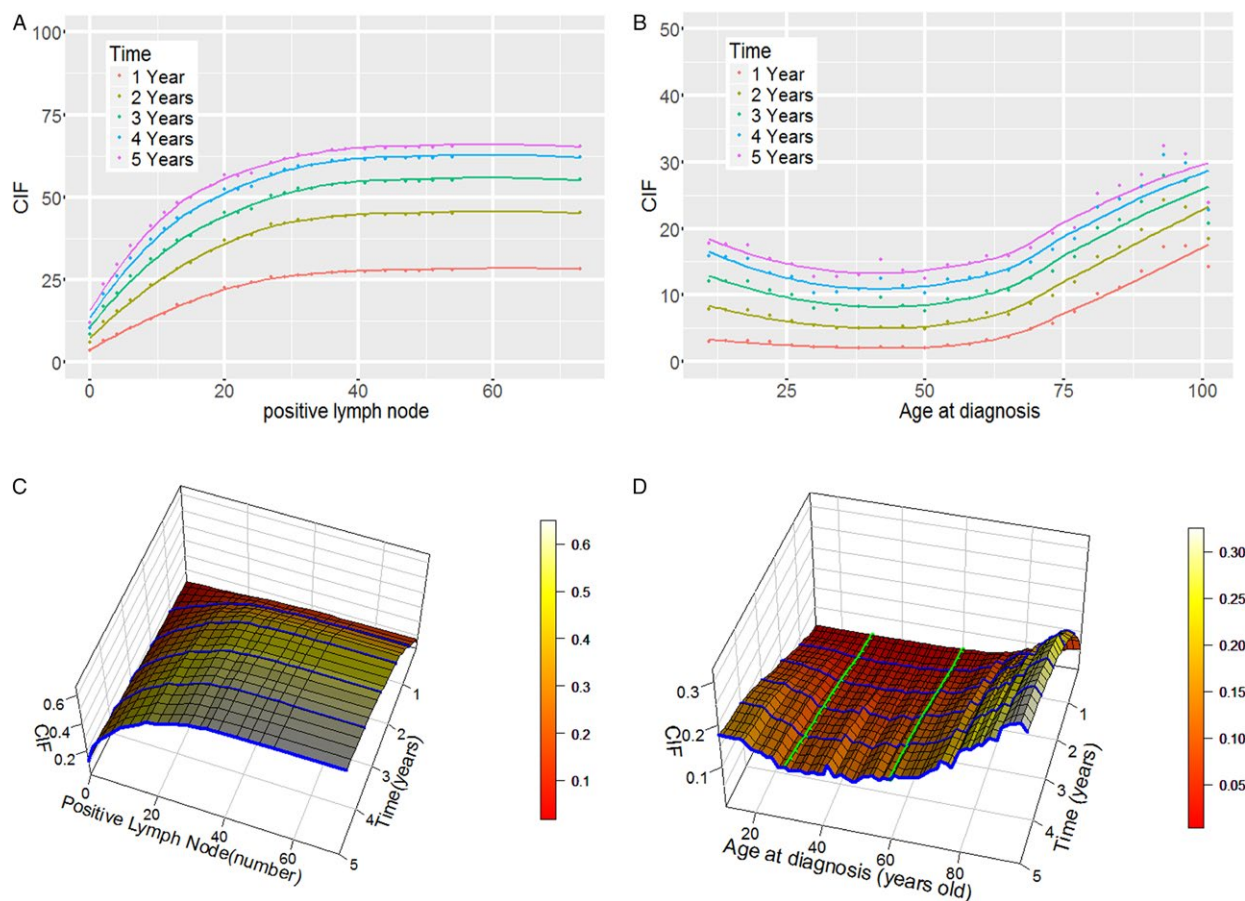 A
100
75
50
25
0
CIF
Time
1 Year
2 Years
3 Years
4 Years
5 Years
0
20
40
60
positive lymph node
B
50
40
30
20
10
0
CIF
Time
1 Year
2 Years
3 Years
4 Years
5 Years
25
50
75
100
Age at diagnosis
C
0.6
0.4
0.2
CIF
0
20
40
60
Positive Lymph Node(number)
1
2
3
4
5
Time(years)
0.6
0.5
0.4
0.3
0.2
0.1
D
0.3
0.2
0.1
CIF
20
40
60
80
Age at diagnosis (years old)
1
2
3
4
5
Time (years)
0.30
0.25
0.20
0.15
0.10
0.05